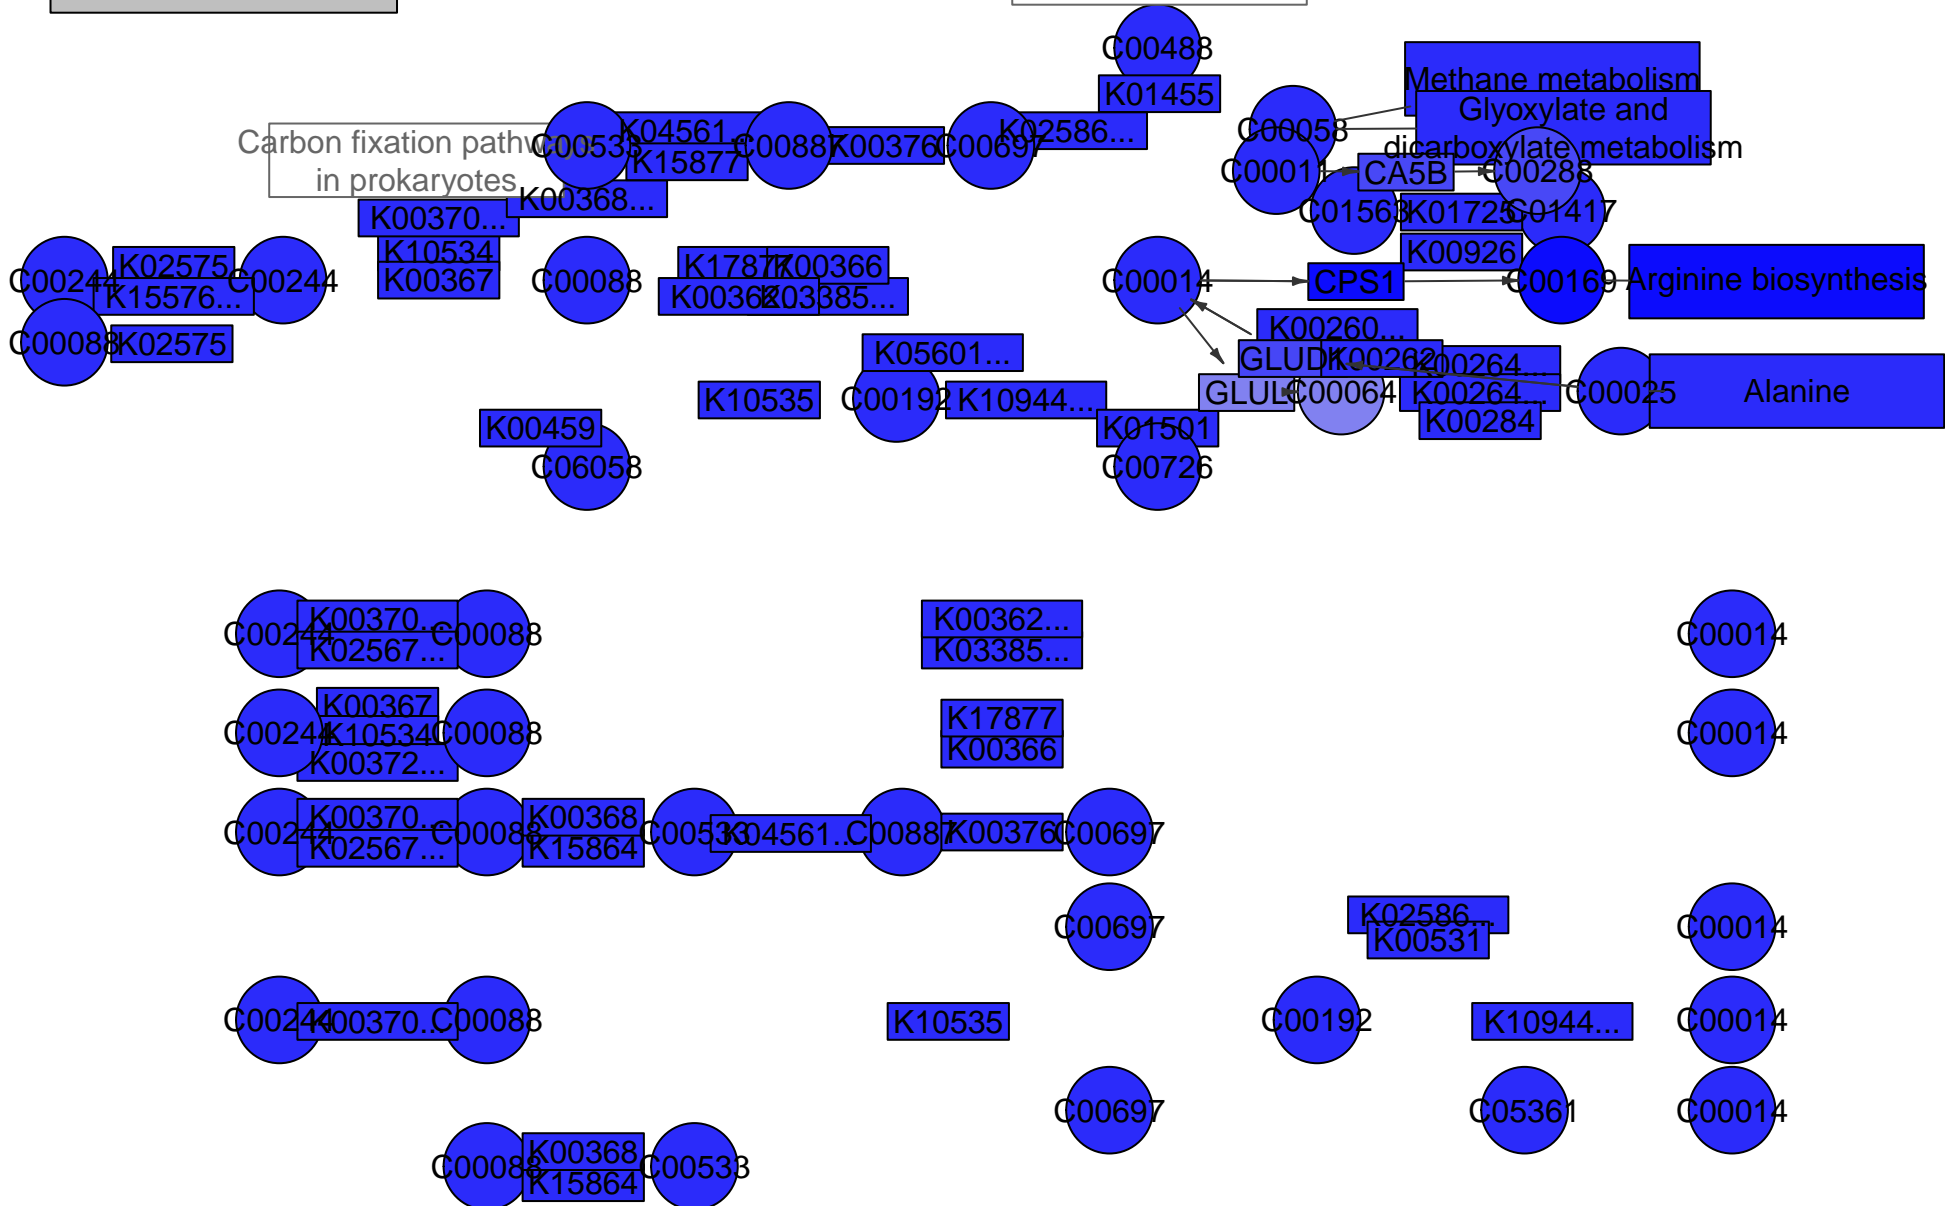 C00488
K01455
Methane metabolism
Glyoxylate and
dicarboxylate metabolism
C00058
Carbon fixation pathways
in prokaryotes
C00533
K04561...
K15877
C00887
K00376
C00697
K02586...
C00011
CA5B
C00288
K00368...
K00370...
C01563
K01725
C01417
K10534
K00367
K00926
C00244
K02575
K15576...
C00244
C00088
K17877
K00366
K00362...
K03385...
C00014
CPS1
C00169
Arginine biosynthesis
C00088
K02575
K00260...
K05601...
GLUD1
K00262
K00264...
K10535
C00192
K10944...
GLUL
C00064
K00264...
C00025
Alanine
K00459
K01501
K00284
C06058
C00726
C00244
K00370...
K02567...
C00088
K00362...
K03385...
C00014
C00244
K00367
K10534
K00372...
C00088
K17877
K00366
C00014
C00244
K00370...
K02567...
C00088
K00368
K15864
C00533
K04561...
C00887
K00376
C00697
C00697
K02586...
K00531
C00014
C00244
K00370...
C00088
K10535
C00192
K10944...
C00014
C00697
C05361
C00014
C00088
K00368
K15864
C00533